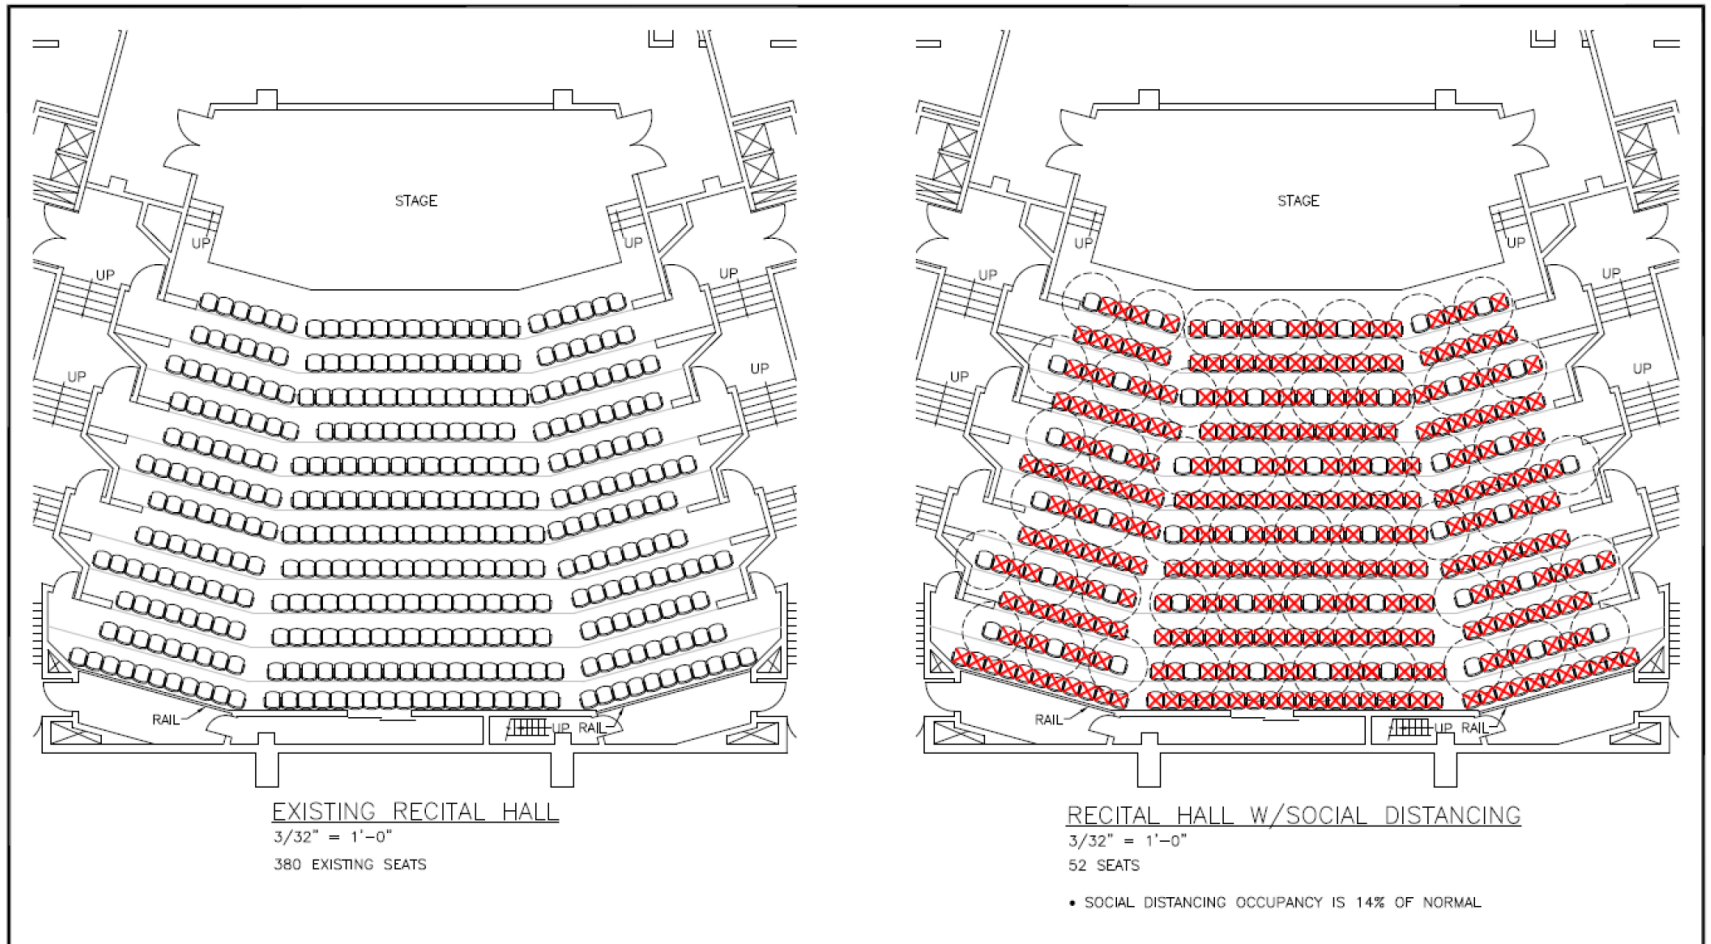 STAGE
UP
UP
UP
UP
UP
UP
RAIL
UP
RAIL
EXISTING RECITAL HALL
3/32" = 1'-0"
380 EXISTING SEATS
STAGE
UP
UP
UP
UP
UP
UP
RAIL
UP
RAIL
RECITAL HALL W/SOCIAL DISTANCING
3/32" = 1'-0"
52 SEATS
• SOCIAL DISTANCING OCCUPANCY IS 14% OF NORMAL